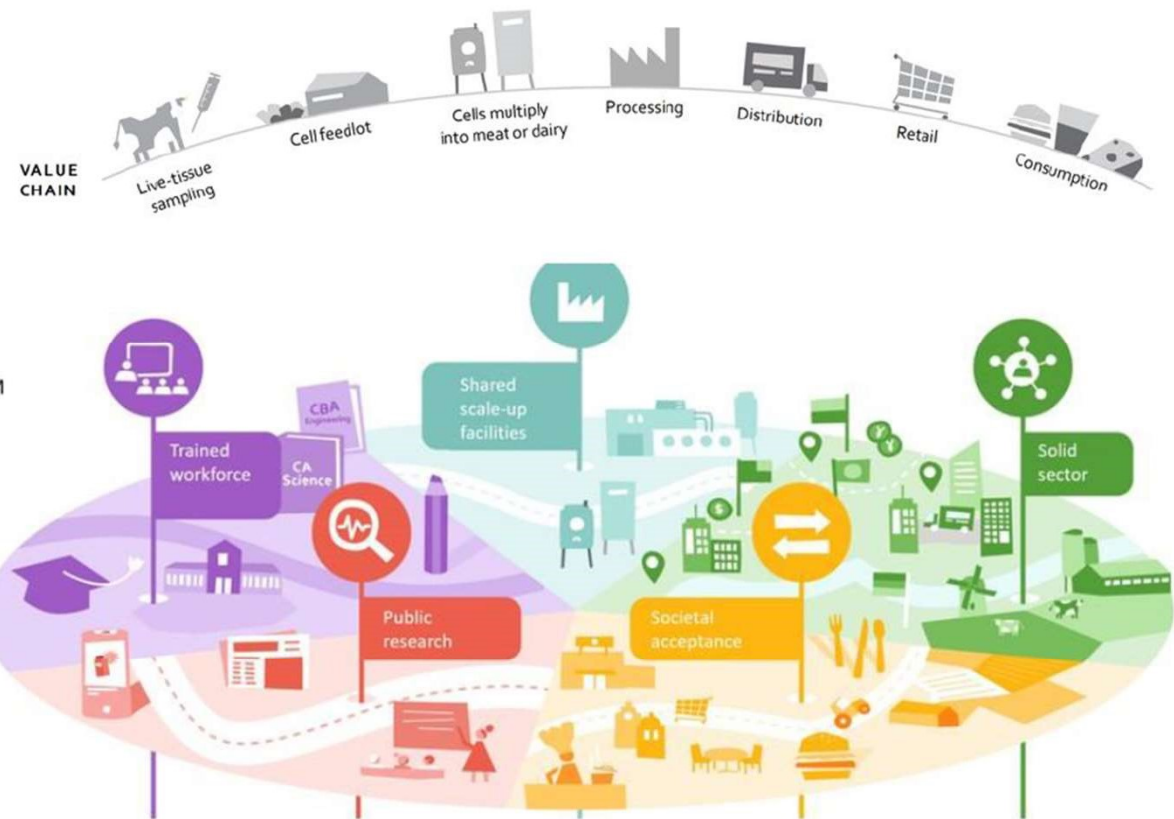 VALUE
CHAIN
Live-tissue
sampling
Cell feedlot
Cells multiply
into meat or dairy
Processing
Distribution
Retail
Consumption
M
Trained
workforce
CBA
Engineering
CA
Science
Shared
scale-up
facilities
Solid
sector
$
Public
research
Societal
acceptance